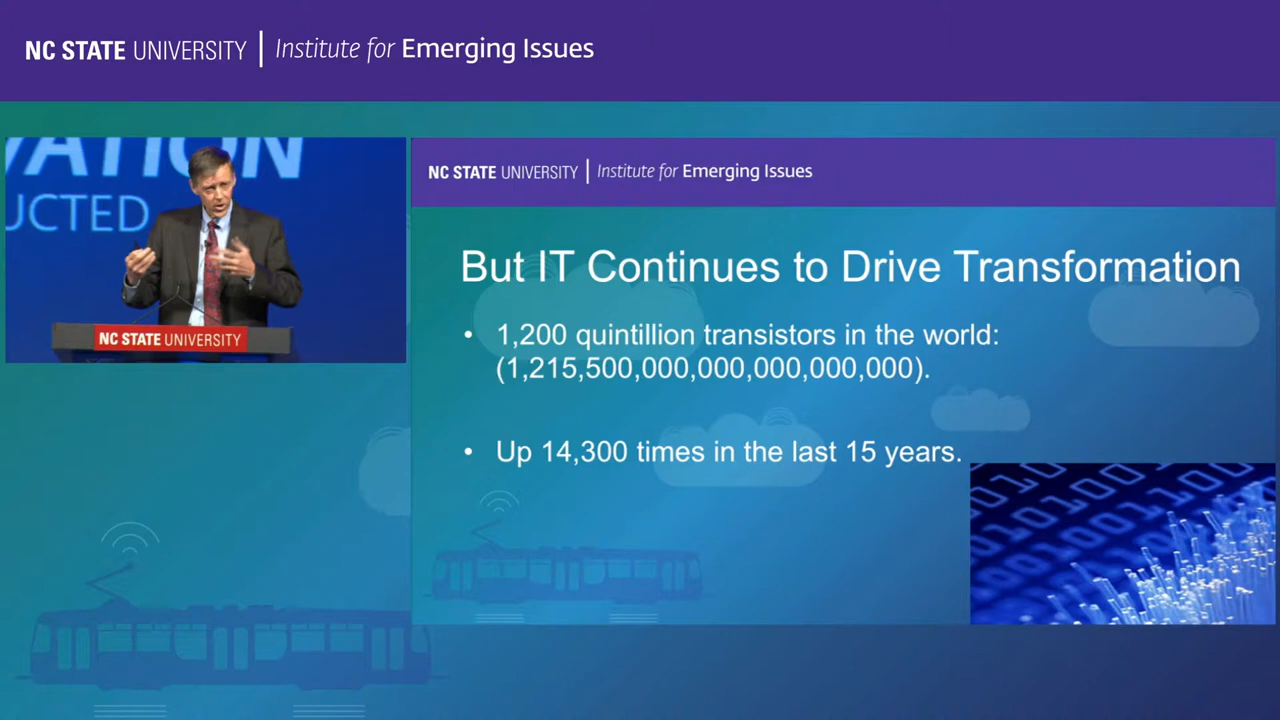 NC STATE UNIVERSITY | Institute for Emerging Issues
VATION
UCTED
NC STATE UNIVERSITY
NC STATE UNIVERSITY | Institute for Emerging Issues
But IT Continues to Drive Transformation
• 1,200 quintillion transistors in the world:
(1,215,500,000,000,000,000,000).
• Up 14,300 times in the last 15 years.